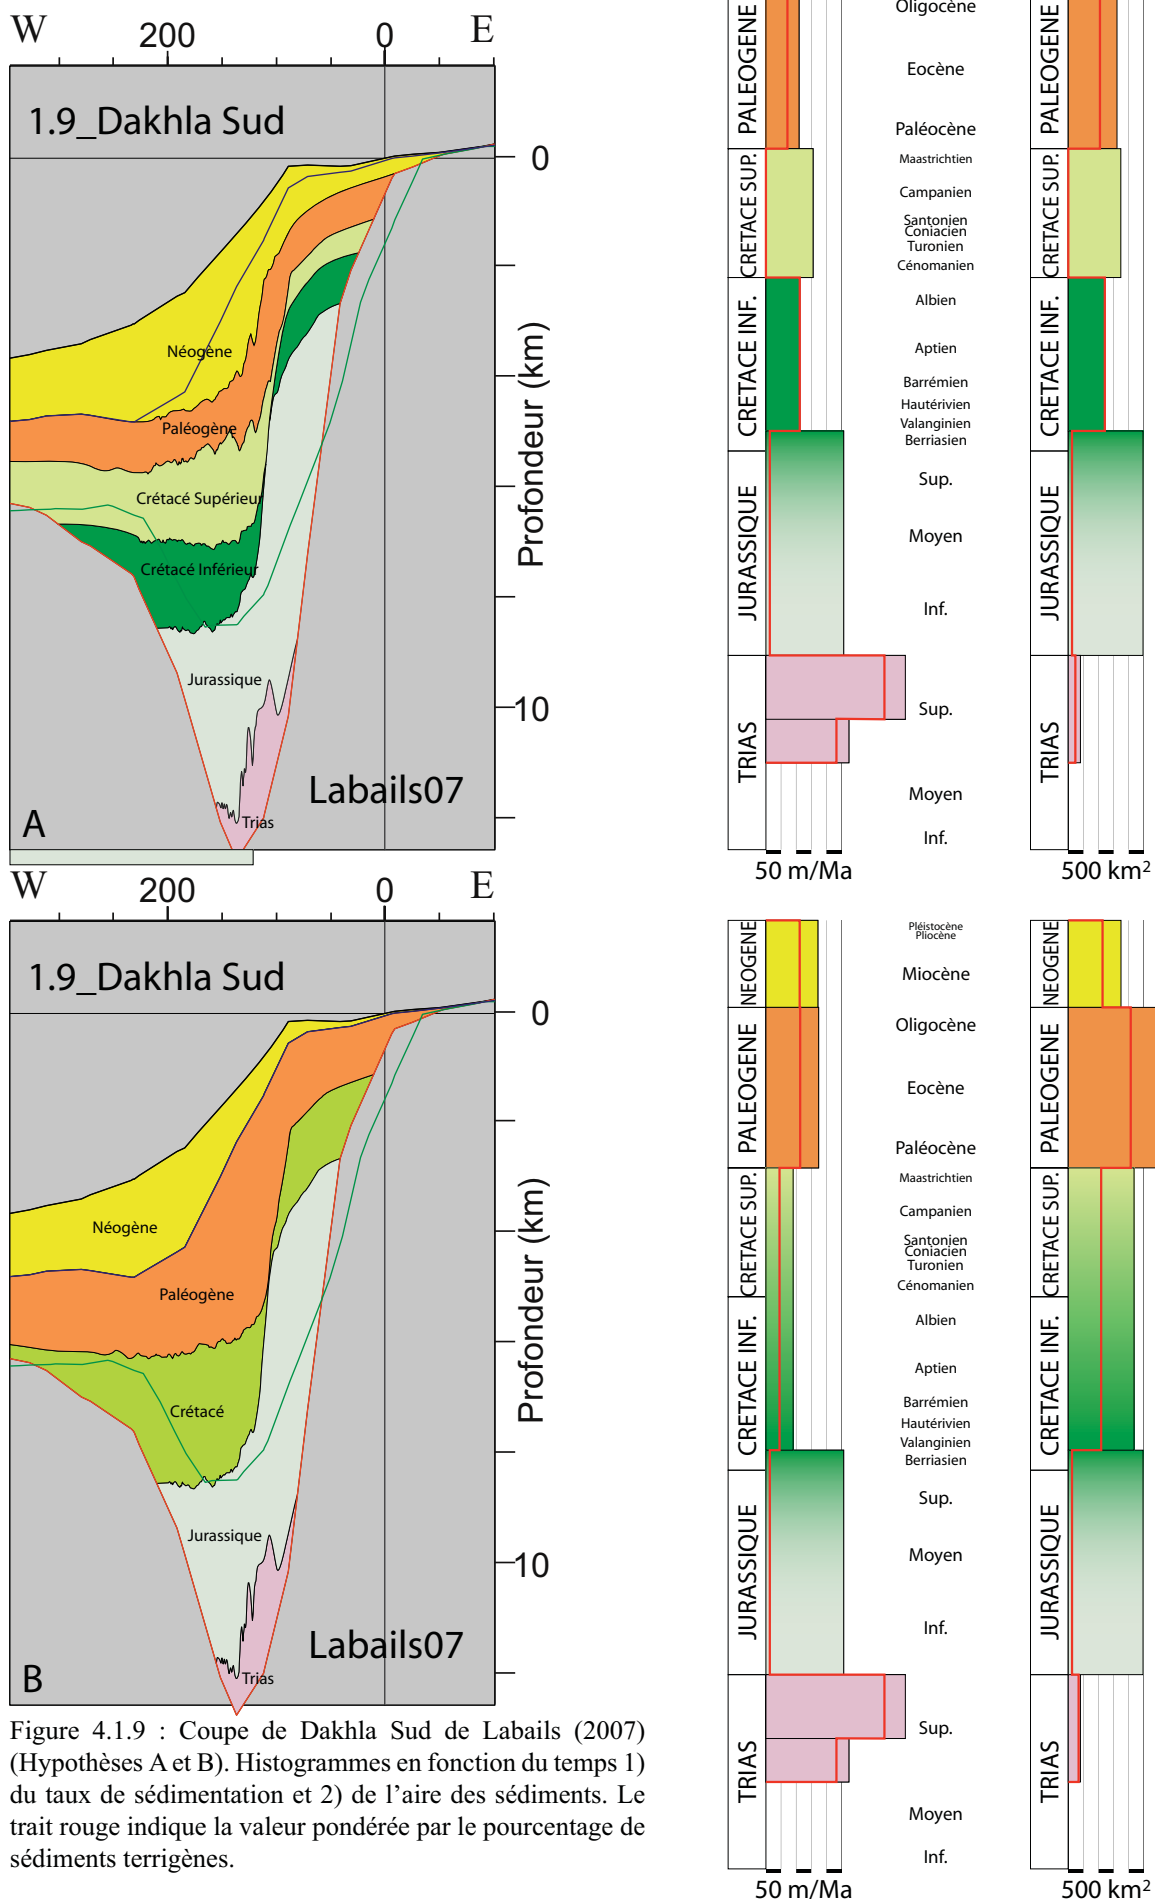 W 200 0 E
1.9_Dakhla Sud
0
Néogène
Paléogène
Crétacé Supérieur
Crétacé Inférieur
Jurassique
10
Labails07
Trias
A
Profondeur (km)
PALEOGENE
Oligocène
Eocène
Paléocène
CRETACE SUP.
Maastrichtien
Campanien
Santonien
Coniacien
Turonien
Cénomanien
CRETACE INF.
Albien
Aptien
Barrémien
Hautérivien
Valanginien
Berriasien
JURASSIQUE
Sup.
Moyen
Inf.
TRIAS
Sup.
Moyen
Inf.
50 m/Ma
PALEOGENE
CRETACE SUP.
CRETACE INF.
JURASSIQUE
TRIAS
500 km²
W 200 0 E
1.9_Dakhla Sud
0
Néogène
Paléogène
Crétacé
Jurassique
10
Labails07
Trias
B
Profondeur (km)
NEOGENE
Pléistocène
Pliocène
Miocène
PALEOGENE
Oligocène
Eocène
Paléocène
CRETACE SUP.
Maastrichtien
Campanien
Santonien
Coniacien
Turonien
Cénomanien
CRETACE INF.
Albien
Aptien
Barrémien
Hautérivien
Valanginien
Berriasien
JURASSIQUE
Sup.
Moyen
Inf.
TRIAS
Sup.
Moyen
Inf.
50 m/Ma
NEOGENE
PALEOGENE
CRETACE SUP.
CRETACE INF.
JURASSIQUE
TRIAS
500 km²
Figure 4.1.9 : Coupe de Dakhla Sud de Labails (2007)
(Hypothèses A et B). Histogrammes en fonction du temps 1)
du taux de sédimentation et 2) de l'aire des sédiments. Le
trait rouge indique la valeur pondérée par le pourcentage de
sédiments terrigènes.